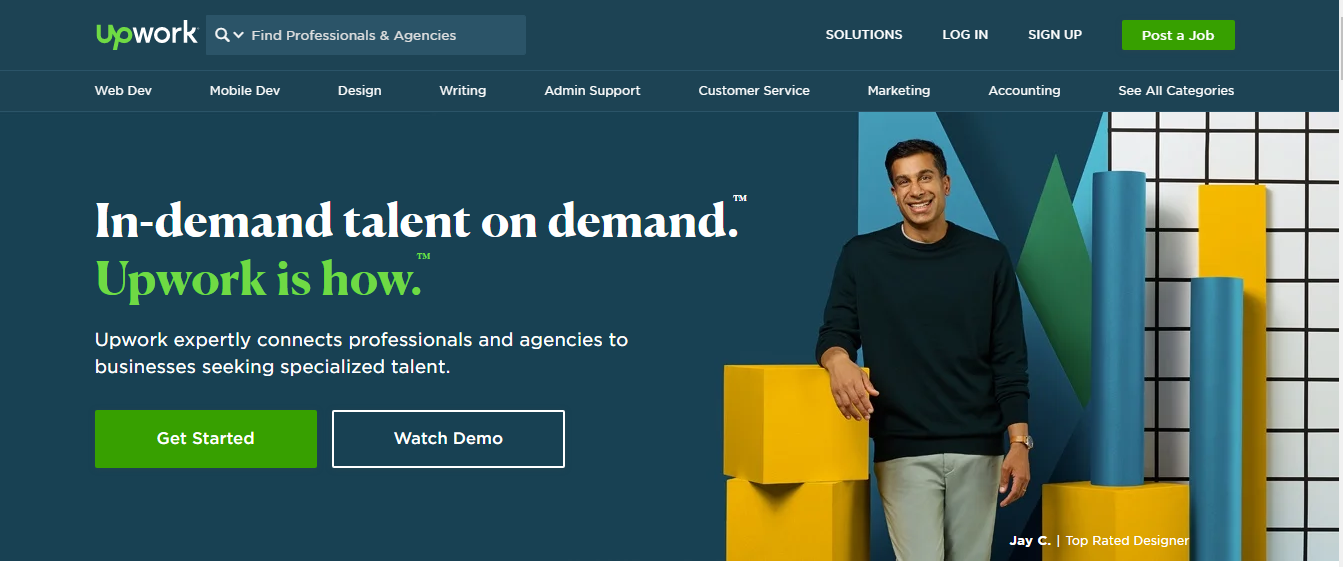 Upwork
Find Professionals & Agencies
SOLUTIONS
LOG IN
SIGN UP
Post a Job
Web Dev
Mobile Dev
Design
Writing
Admin Support
Customer Service
Marketing
Accounting
See All Categories
In-demand talent on demand.™
Upwork is how.™
Upwork expertly connects professionals and agencies to
businesses seeking specialized talent.
Get Started
Watch Demo
Jay C. | Top Rated Designer